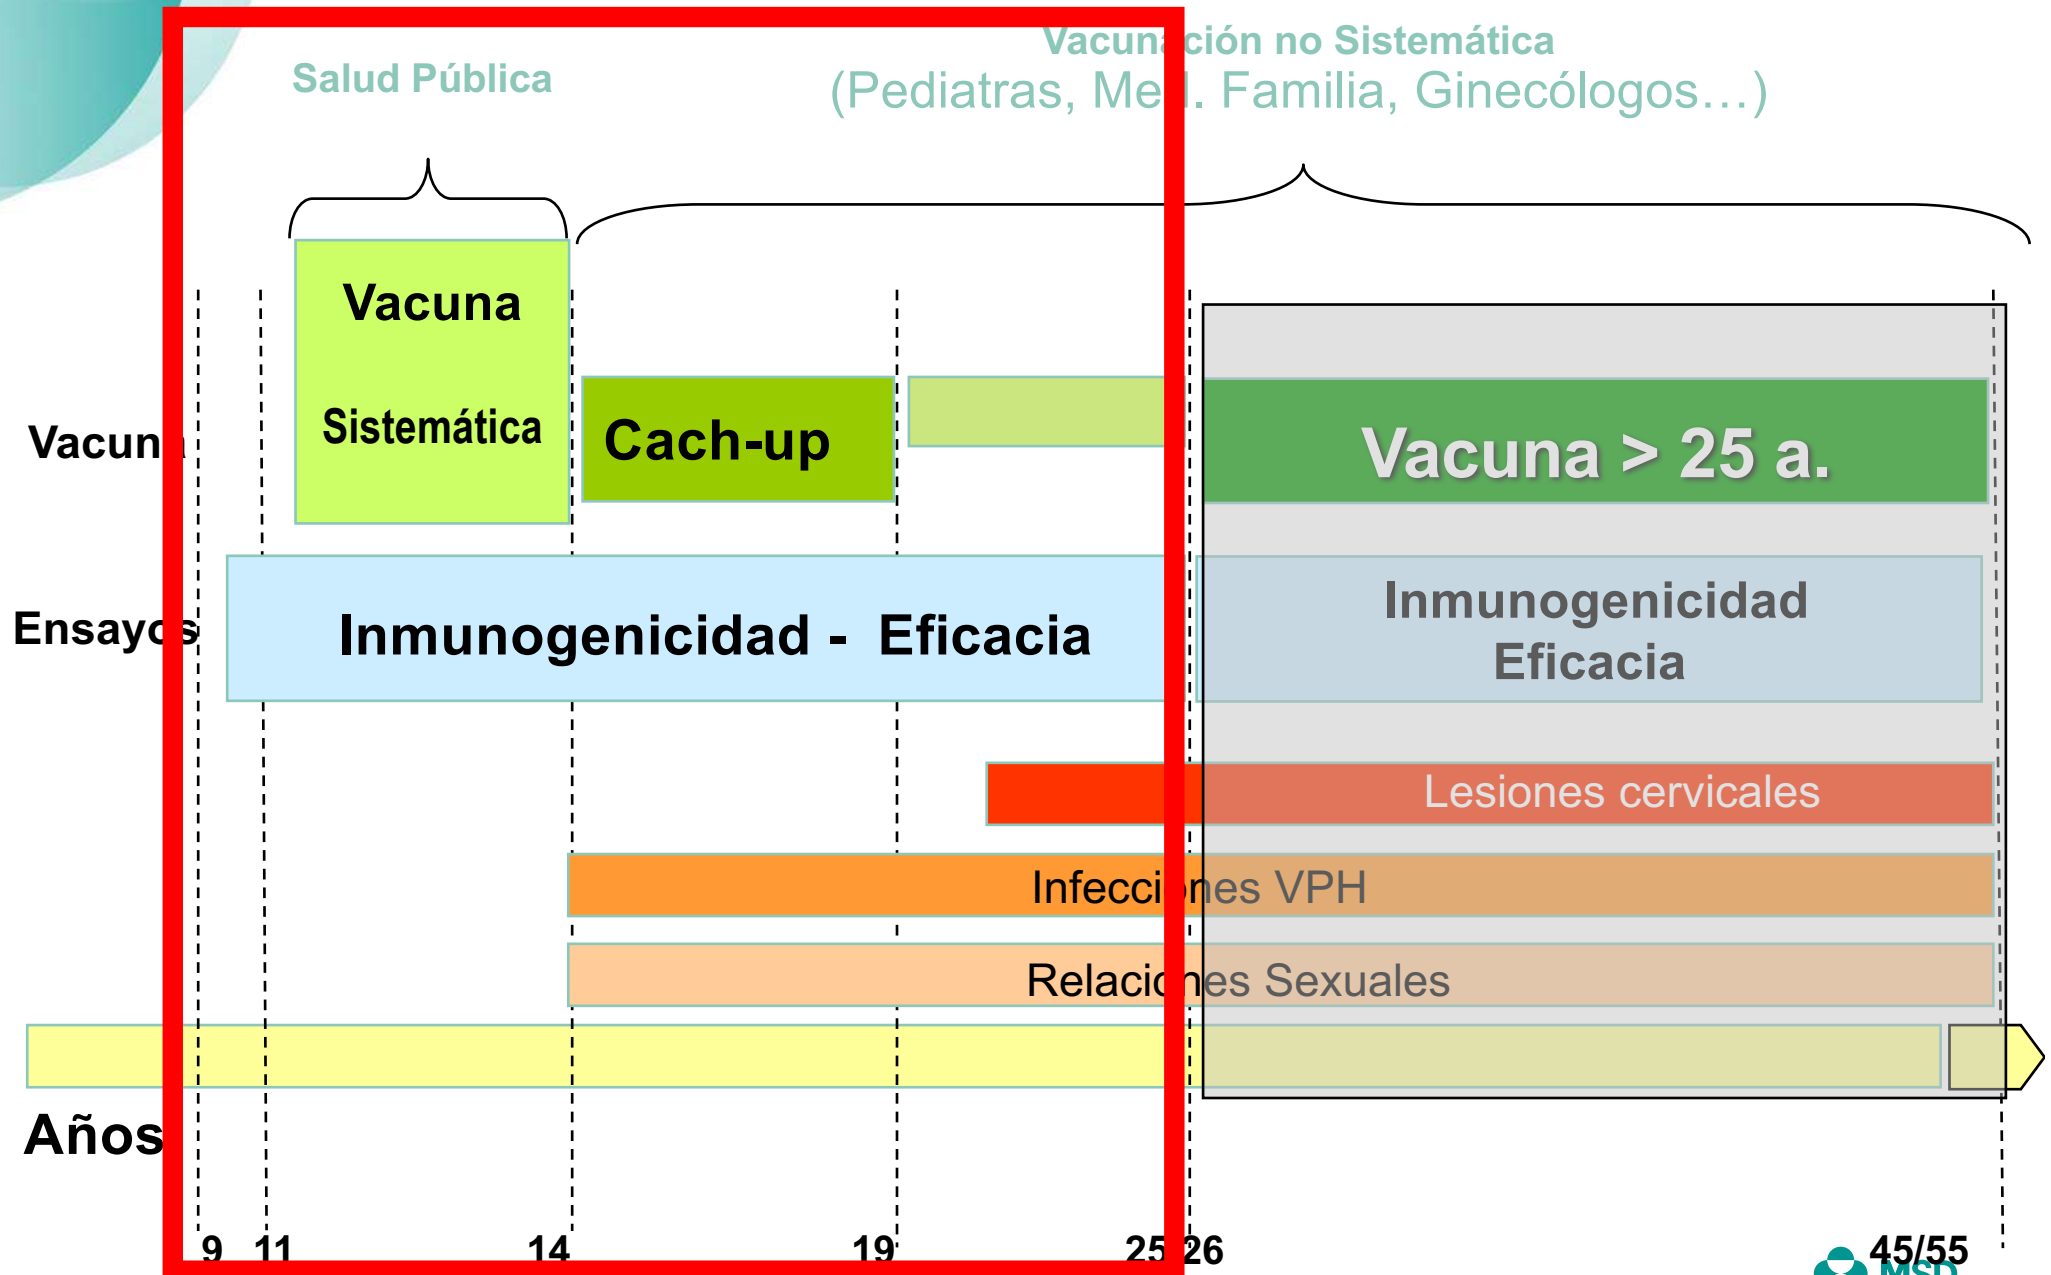 Vacunación no Sistemática
Salud Pública
(Pediatras, Med. Familia, Ginecólogos…)
Vacuna
Sistemática
Vacuna
Cach-up
Vacuna > 25 a.
Ensayos
Inmunogenicidad - Eficacia
Inmunogenicidad
Eficacia
Lesiones cervicales
Infecciones VPH
Relaciones Sexuales
Años
9 11 14 19 25/26 45/55
MSD